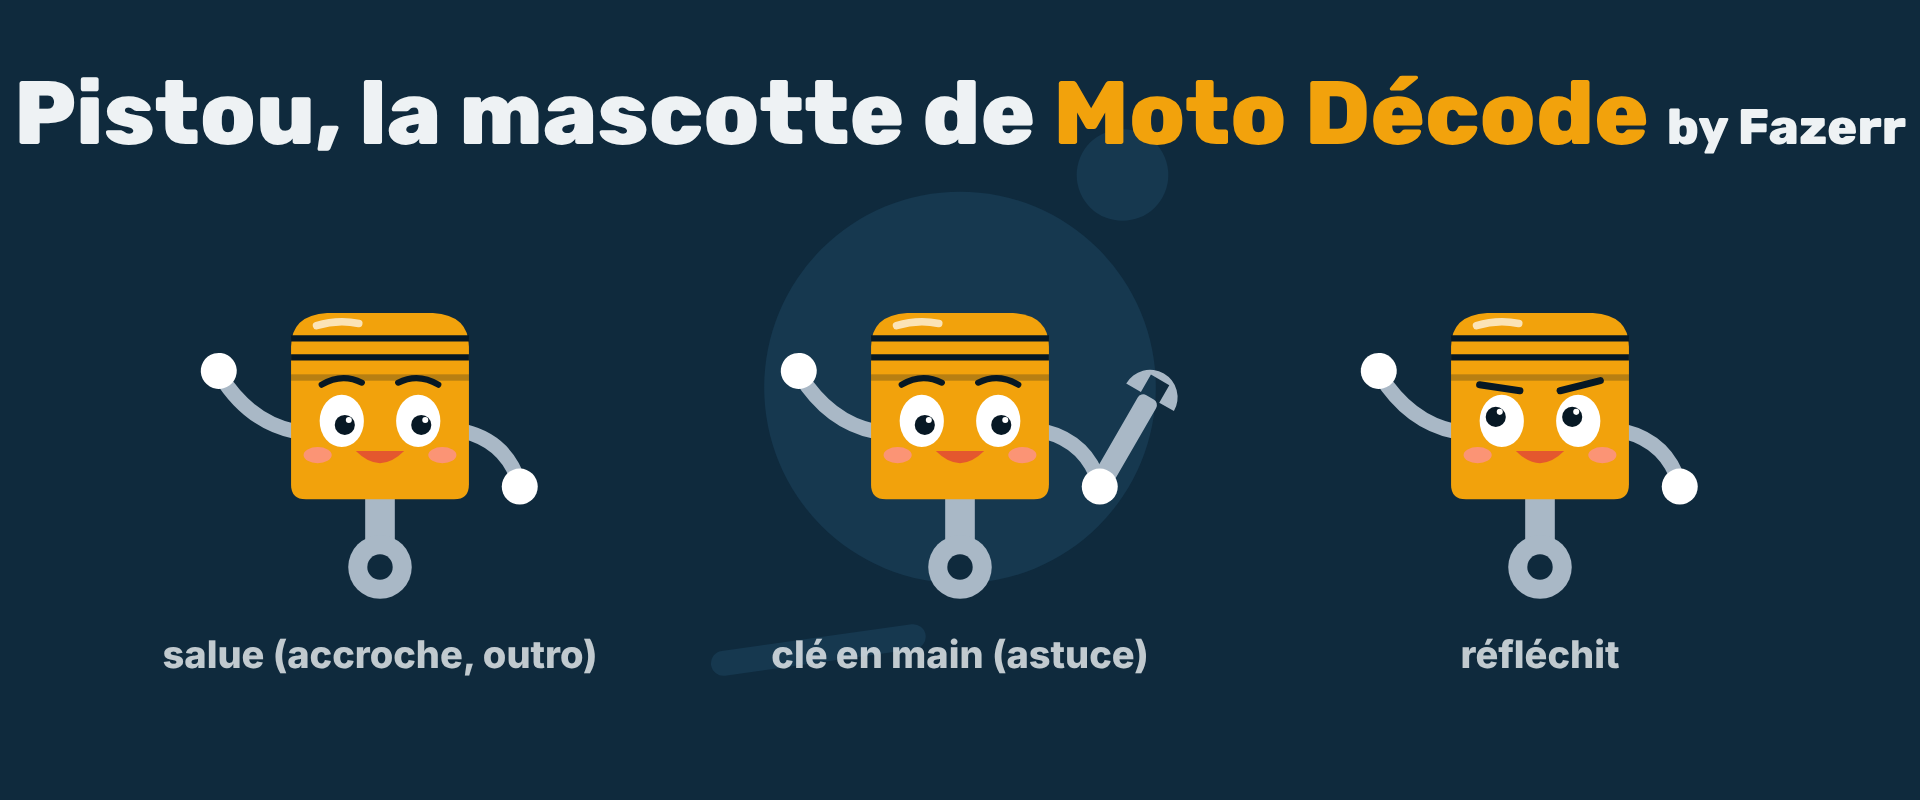 Pistou, la mascotte de Moto Décode by Fazerr
salue (accroche, outro)
clé en main (astuce)
réfléchit